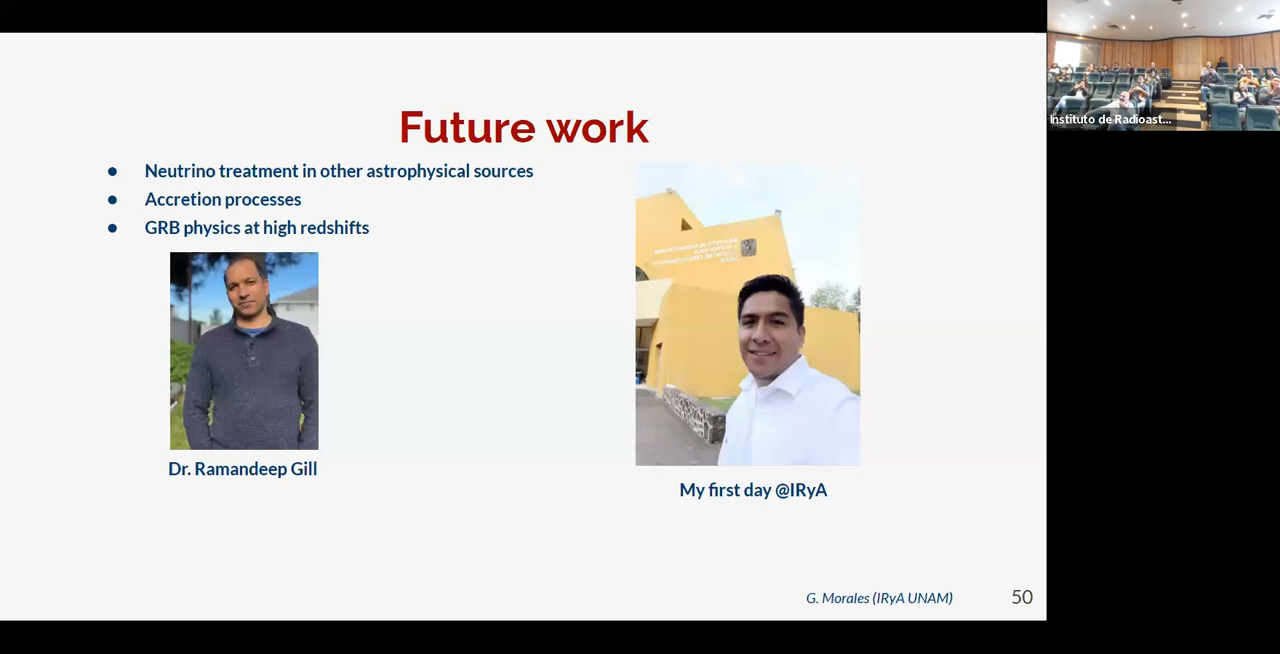 Future work
Neutrino treatment in other astrophysical sources
Accretion processes
GRB physics at high redshifts
Dr. Ramandeep Gill
My first day @IRyA
G. Morales (IRyA UNAM)
50
Instituto de Radioast...